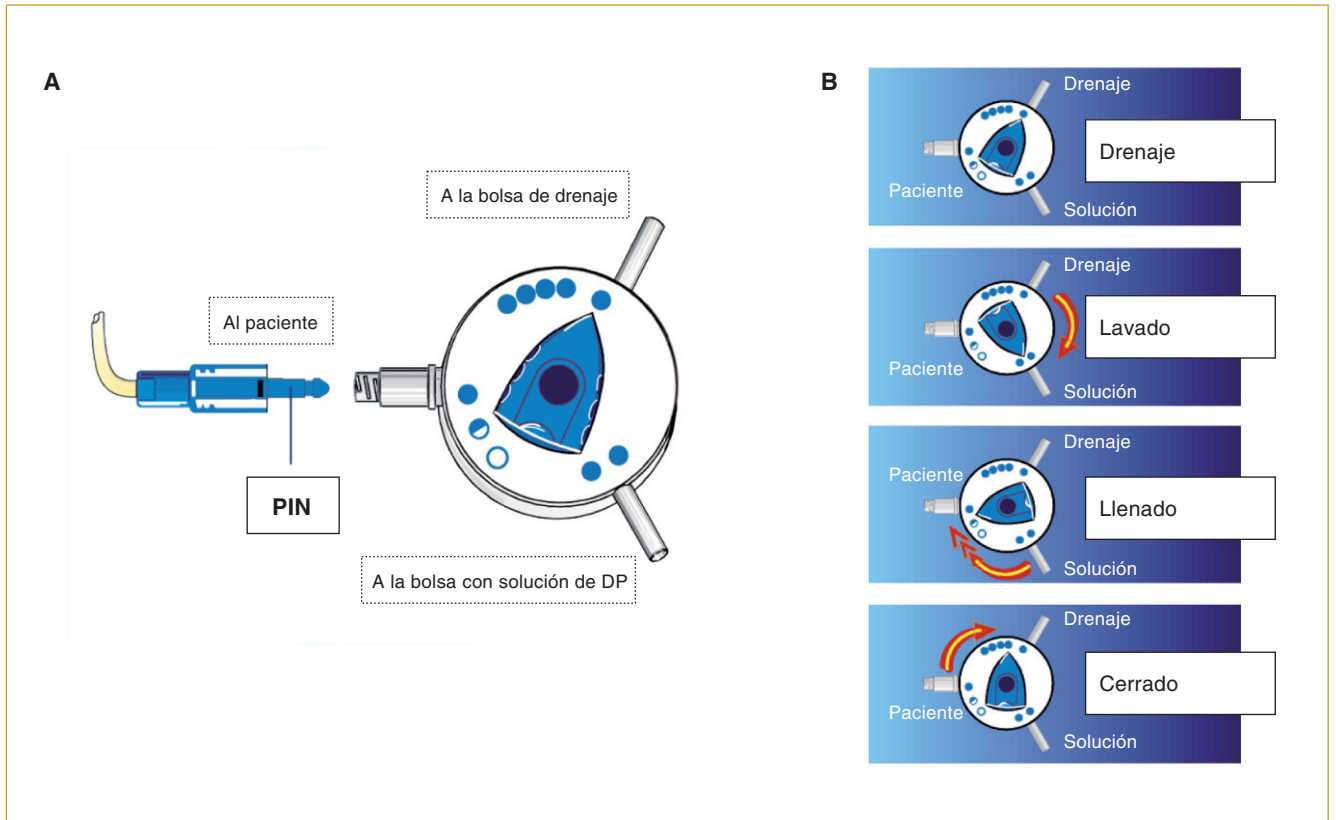 A
A la bolsa de drenaje
Al paciente
PIN
A la bolsa con solución de DP
B
Drenaje
Drenaje
Paciente
Solución
Drenaje
Lavado
Paciente
Solución
Drenaje
Paciente
Llenado
Solución
Drenaje
Cerrado
Paciente
Solución